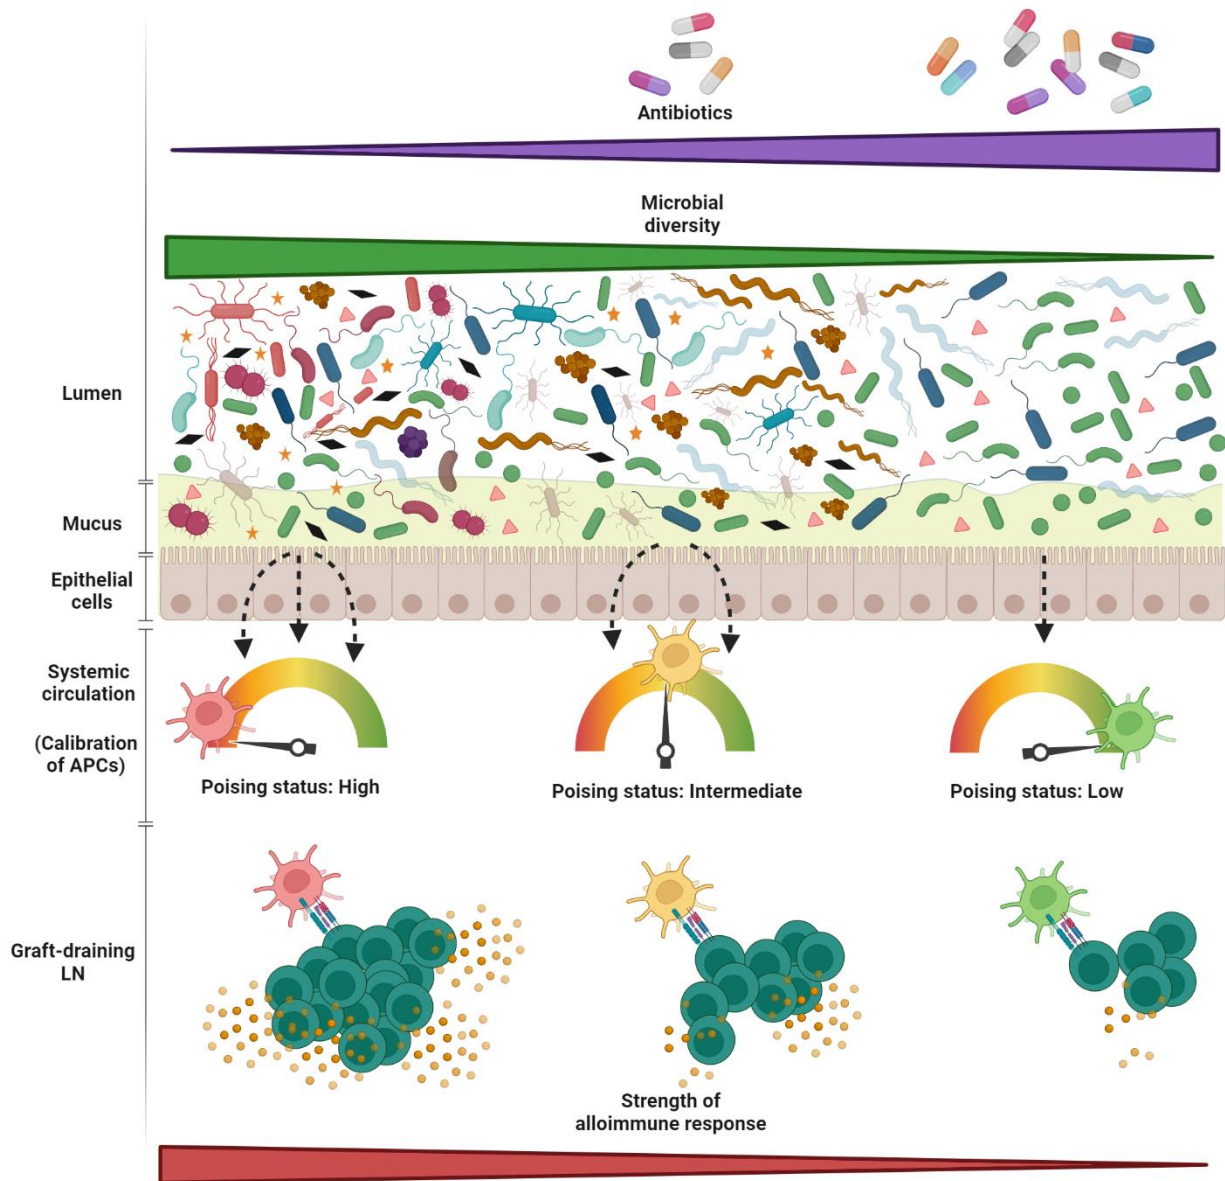 Antibiotics
Microbial
diversity
Lumen
Mucus
Epithelial
cells
Systemic
circulation
(Calibration
of APCs)
Poising status: High
Poising status: Intermediate
Poising status: Low
Graft-draining
LN
Strength of
alloimmune response